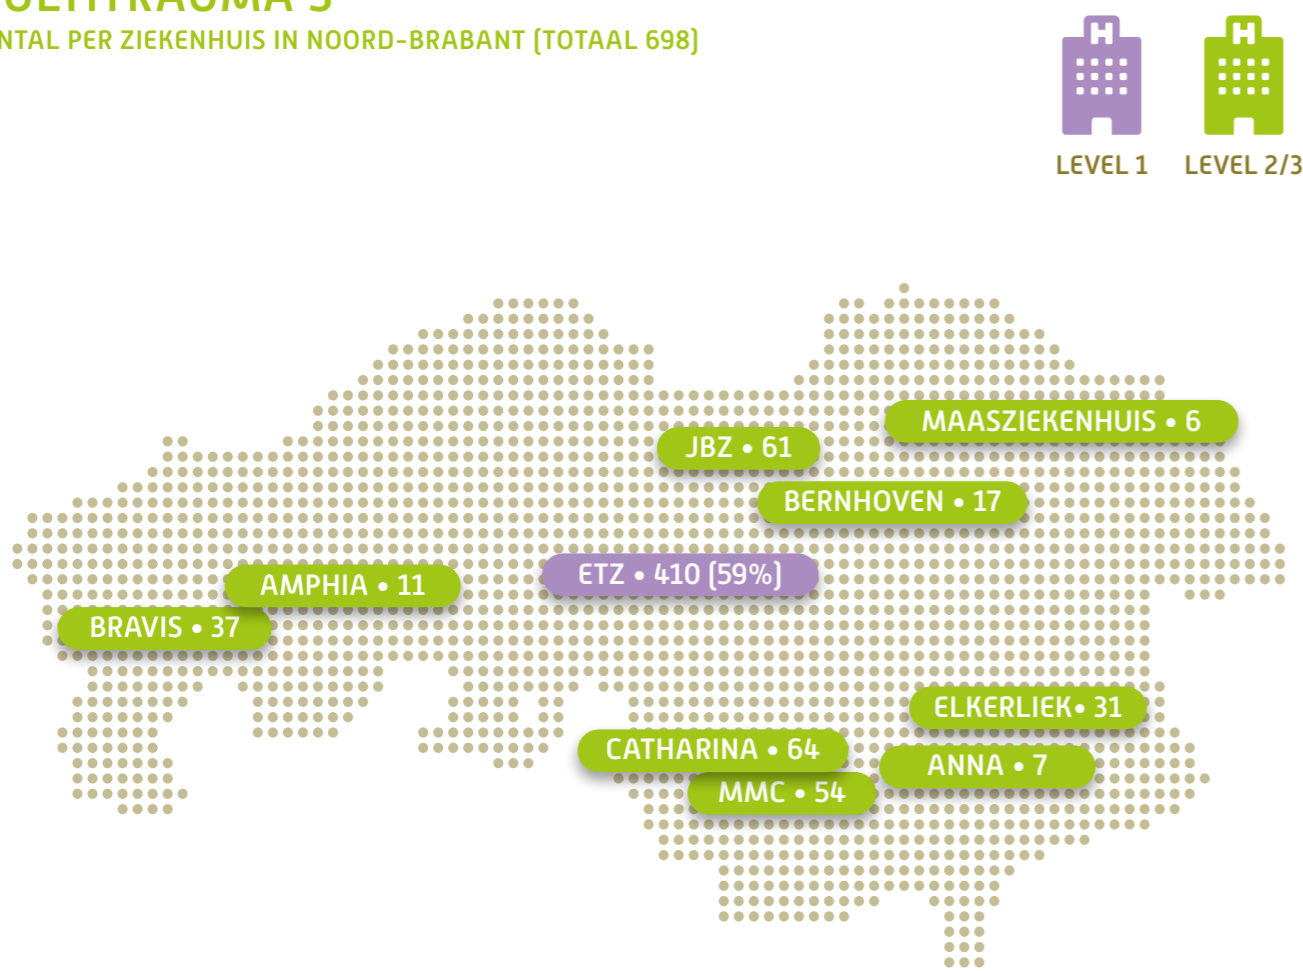 NTAL PER ZIEKENHUIS IN NOORD-BRABANT (TOTAAL 698)
H H
LEVEL 1 LEVEL 2/3
MAASZIEKENHUIS • 6
JBZ • 61
BERNHOVEN • 17
ETZ • 410 (59%)
AMPHIA • 11
BRAVIS • 37
ELKERLIEK• 31
CATHARINA • 64
ANNA • 7
MMC • 54